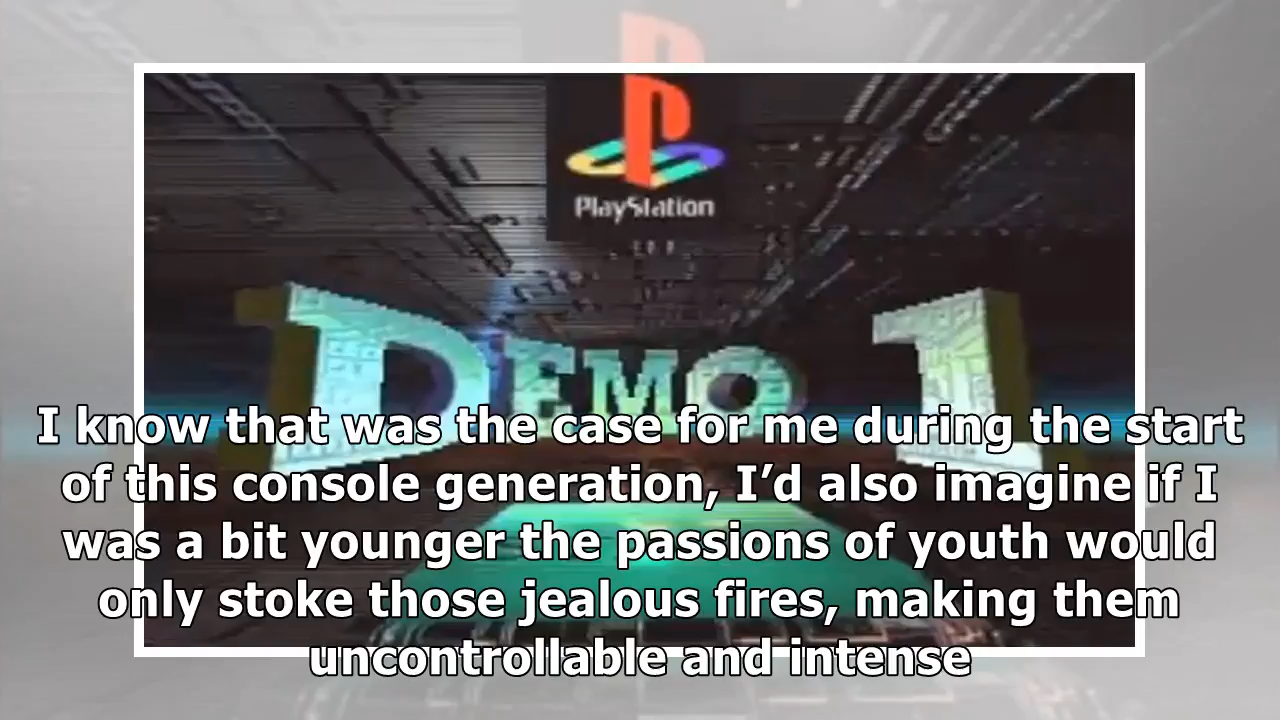 PlayStation
DEMO 1
I know that was the case for me during the start
of this console generation, I’d also imagine if I
was a bit younger the passions of youth would
only stoke those jealous fires, making them
uncontrollable and intense